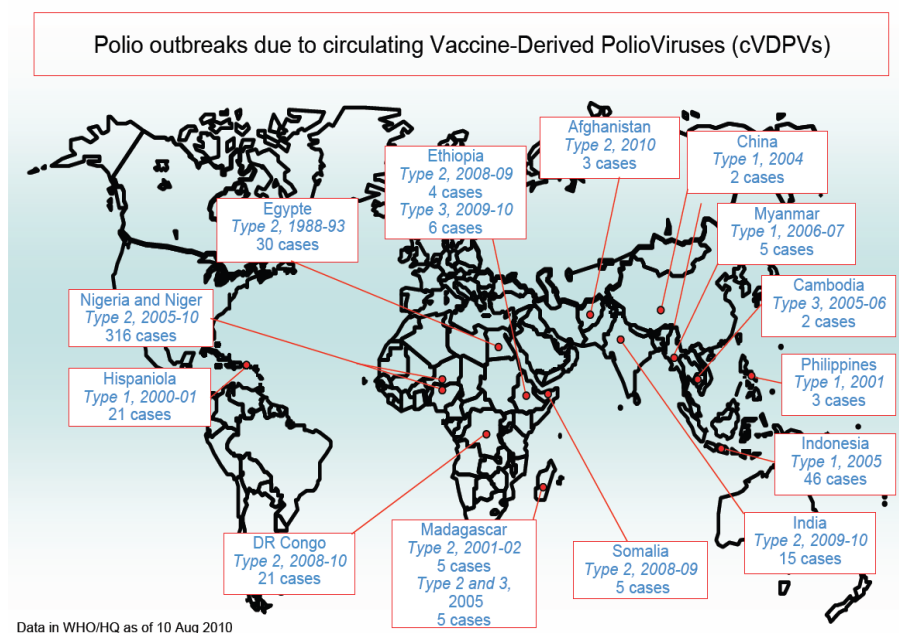 Polio outbreaks due to circulating Vaccine-Derived PolioViruses (cVDPVs)
Afghanistan
Type 2, 2010
3 cases
China
Type 1, 2004
2 cases
Ethiopia
Type 2, 2008-09
4 cases
Type 3, 2009-10
6 cases
Egypte
Type 2, 1988-93
30 cases
Myanmar
Type 1, 2006-07
5 cases
Nigeria and Niger
Type 2, 2005-10
316 cases
Cambodia
Type 3, 2005-06
2 cases
Hispaniola
Type 1, 2000-01
21 cases
Philippines
Type 1, 2001
3 cases
Indonesia
Type 1, 2005
46 cases
DR Congo
Type 2, 2008-10
21 cases
Madagascar
Type 2, 2001-02
5 cases
Type 2 and 3,
2005
5 cases
Somalia
Type 2, 2008-09
5 cases
India
Type 2, 2009-10
15 cases
Data in WHO/HQ as of 10 Aug 2010